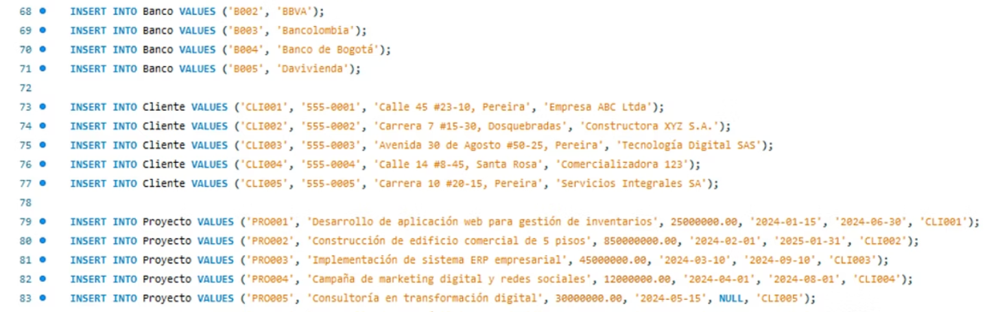 68 INSERT INTO Banco VALUES ('B002', 'BBVA');
69 INSERT INTO Banco VALUES ('B003', 'Bancolombia');
70 INSERT INTO Banco VALUES ('B004', 'Banco de Bogotá');
71 INSERT INTO Banco VALUES ('B005', 'Davivienda');
72
73 INSERT INTO Cliente VALUES ('CLI001', '555-0001', 'Calle 45 #23-10, Pereira', 'Empresa ABC Ltda');
74 INSERT INTO Cliente VALUES ('CLI002', '555-0002', 'Carrera 7 #15-30, Dosquebradas', 'Constructora XYZ S.A.');
75 INSERT INTO Cliente VALUES ('CLI003', '555-0003', 'Avenida 30 de Agosto #50-25, Pereira', 'Tecnología Digital SAS');
76 INSERT INTO Cliente VALUES ('CLI004', '555-0004', 'Calle 14 #8-45, Santa Rosa', 'Comercializadora 123');
77 INSERT INTO Cliente VALUES ('CLI005', '555-0005', 'Carrera 10 #20-15, Pereira', 'Servicios Integrales SA');
78
79 INSERT INTO Proyecto VALUES ('PRO001', 'Desarrollo de aplicación web para gestión de inventarios', 25000000.00, '2024-01-15', '2024-06-30', 'CLI001');
80 INSERT INTO Proyecto VALUES ('PRO002', 'Construcción de edificio comercial de 5 pisos', 850000000.00, '2024-02-01', '2025-01-31', 'CLI002');
81 INSERT INTO Proyecto VALUES ('PRO003', 'Implementación de sistema ERP empresarial', 45000000.00, '2024-03-10', '2024-09-10', 'CLI003');
82 INSERT INTO Proyecto VALUES ('PRO004', 'Campaña de marketing digital y redes sociales', 12000000.00, '2024-04-01', '2024-08-01', 'CLI004');
83 INSERT INTO Proyecto VALUES ('PRO005', 'Consultoría en transformación digital', 30000000.00, '2024-05-15', NULL, 'CLI005');